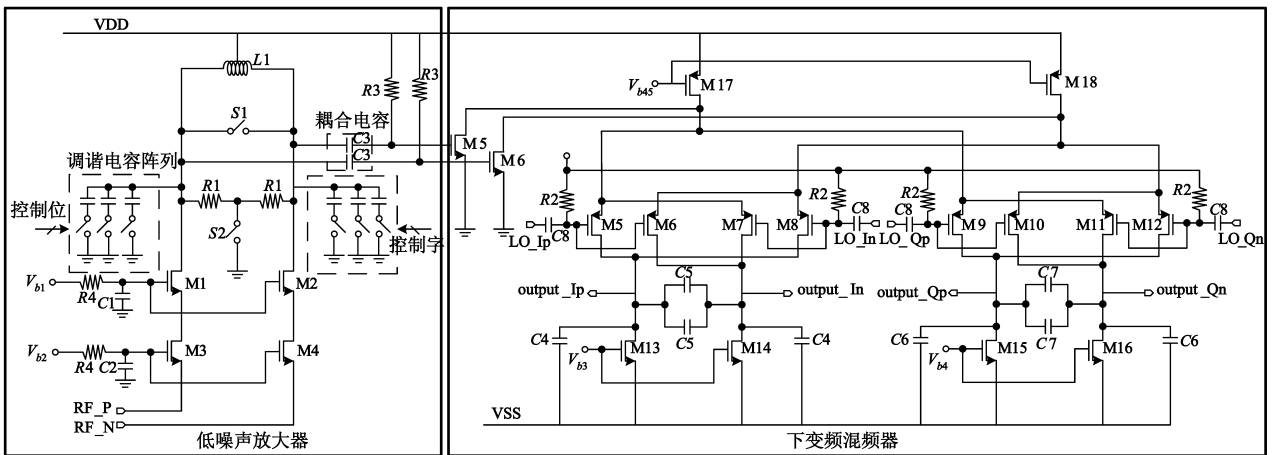 VDD
L1
R3
R3
S1
耦合电容
C3
C3
M5
M6
Vb45
M17
M18
调谐电容阵列
控制位
R1
R1
S2
控制字
R2
R2
R2
R2
LO_Ip
C8
M5
M6
M7
M8
C8
LO_In
C8
LO_Qp
M9
M10
M11
M12
C8
LO_Qn
Vb1
R4
C1
M1
M2
output_Ip
C5
C5
output_In
output_Qp
C7
C7
output_Qn
Vb2
R4
C2
M3
M4
C4
Vb3
M13
M14
C4
C6
Vb4
M15
M16
C6
RF_P
RF_N
VSS
低噪声放大器
下变频混频器